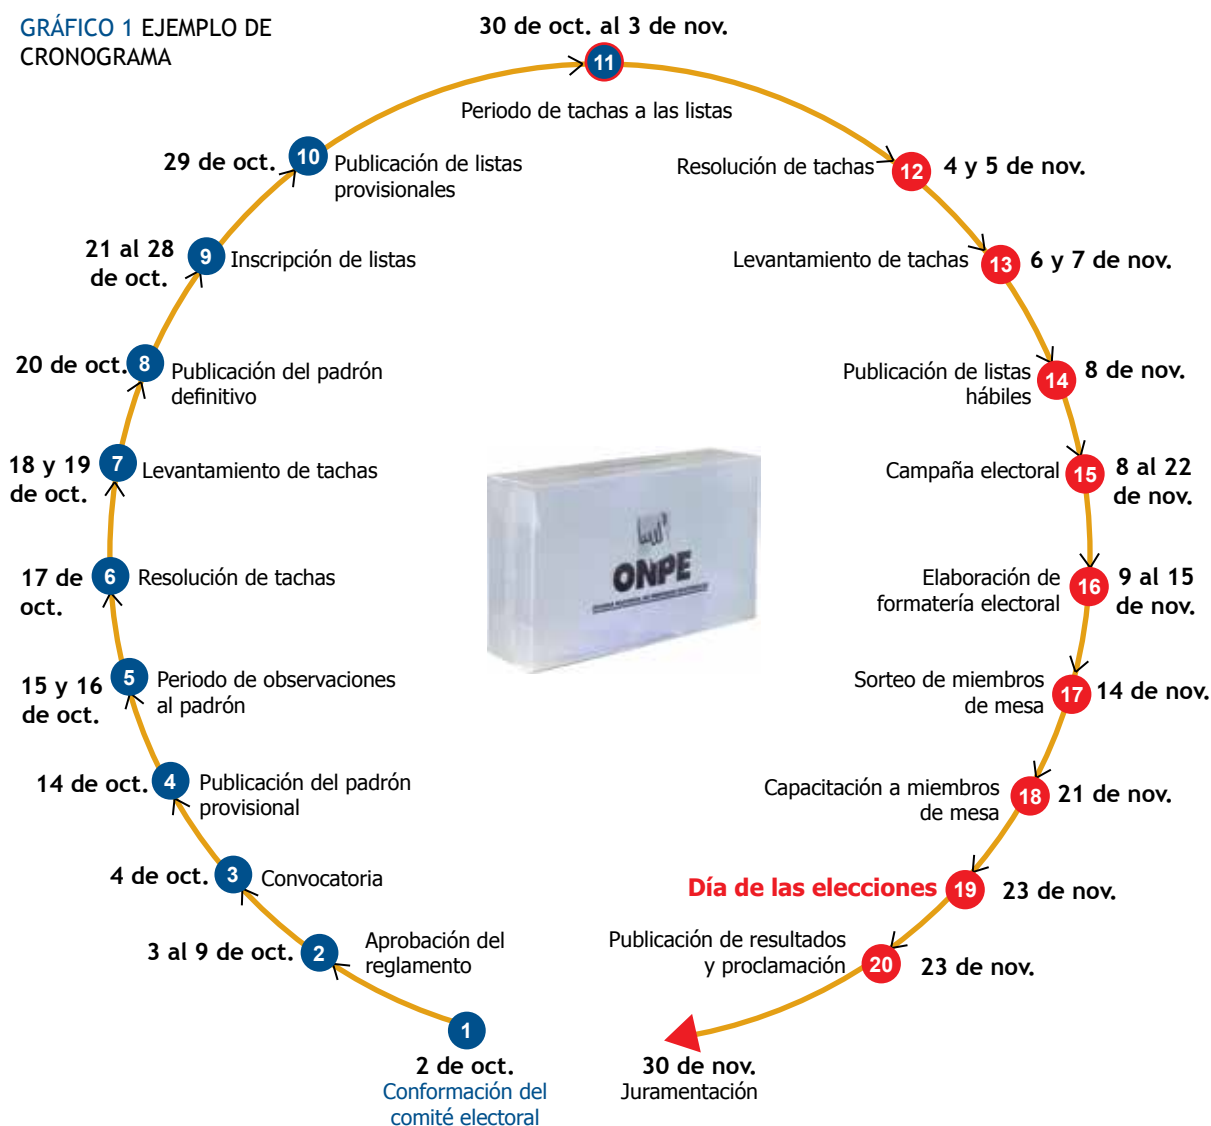 GRÁFICO 1 EJEMPLO DE
CRONOGRAMA
2 de oct.
1
Conformación del
comité electoral
3 al 9 de oct.
2
Aprobación del
reglamento
4 de oct.
3
Convocatoria
14 de oct.
4
Publicación del padrón
provisional
15 y 16
de oct.
5
Periodo de observaciones
al padrón
17 de
oct.
6
Resolución de tachas
18 y 19
de oct.
7
Levantamiento de tachas
20 de oct.
8
Publicación del padrón
definitivo
21 al 28
de oct.
9
Inscripción de listas
29 de oct.
10
Publicación de listas
provisionales
30 de oct. al 3 de nov.
11
Periodo de tachas a las listas
Resolución de tachas
12
4 y 5 de nov.
Levantamiento de tachas
13
6 y 7 de nov.
Publicación de listas
hábiles
14
8 de nov.
Campaña electoral
15
8 al 22
de nov.
Elaboración de
formatería electoral
16
9 al 15
de nov.
Sorteo de miembros
de mesa
17
14 de nov.
Capacitación a miembros
de mesa
18
21 de nov.
Día de las elecciones
19
23 de nov.
Publicación de resultados
y proclamación
20
23 de nov.
30 de nov.
Juramentación
ONPE